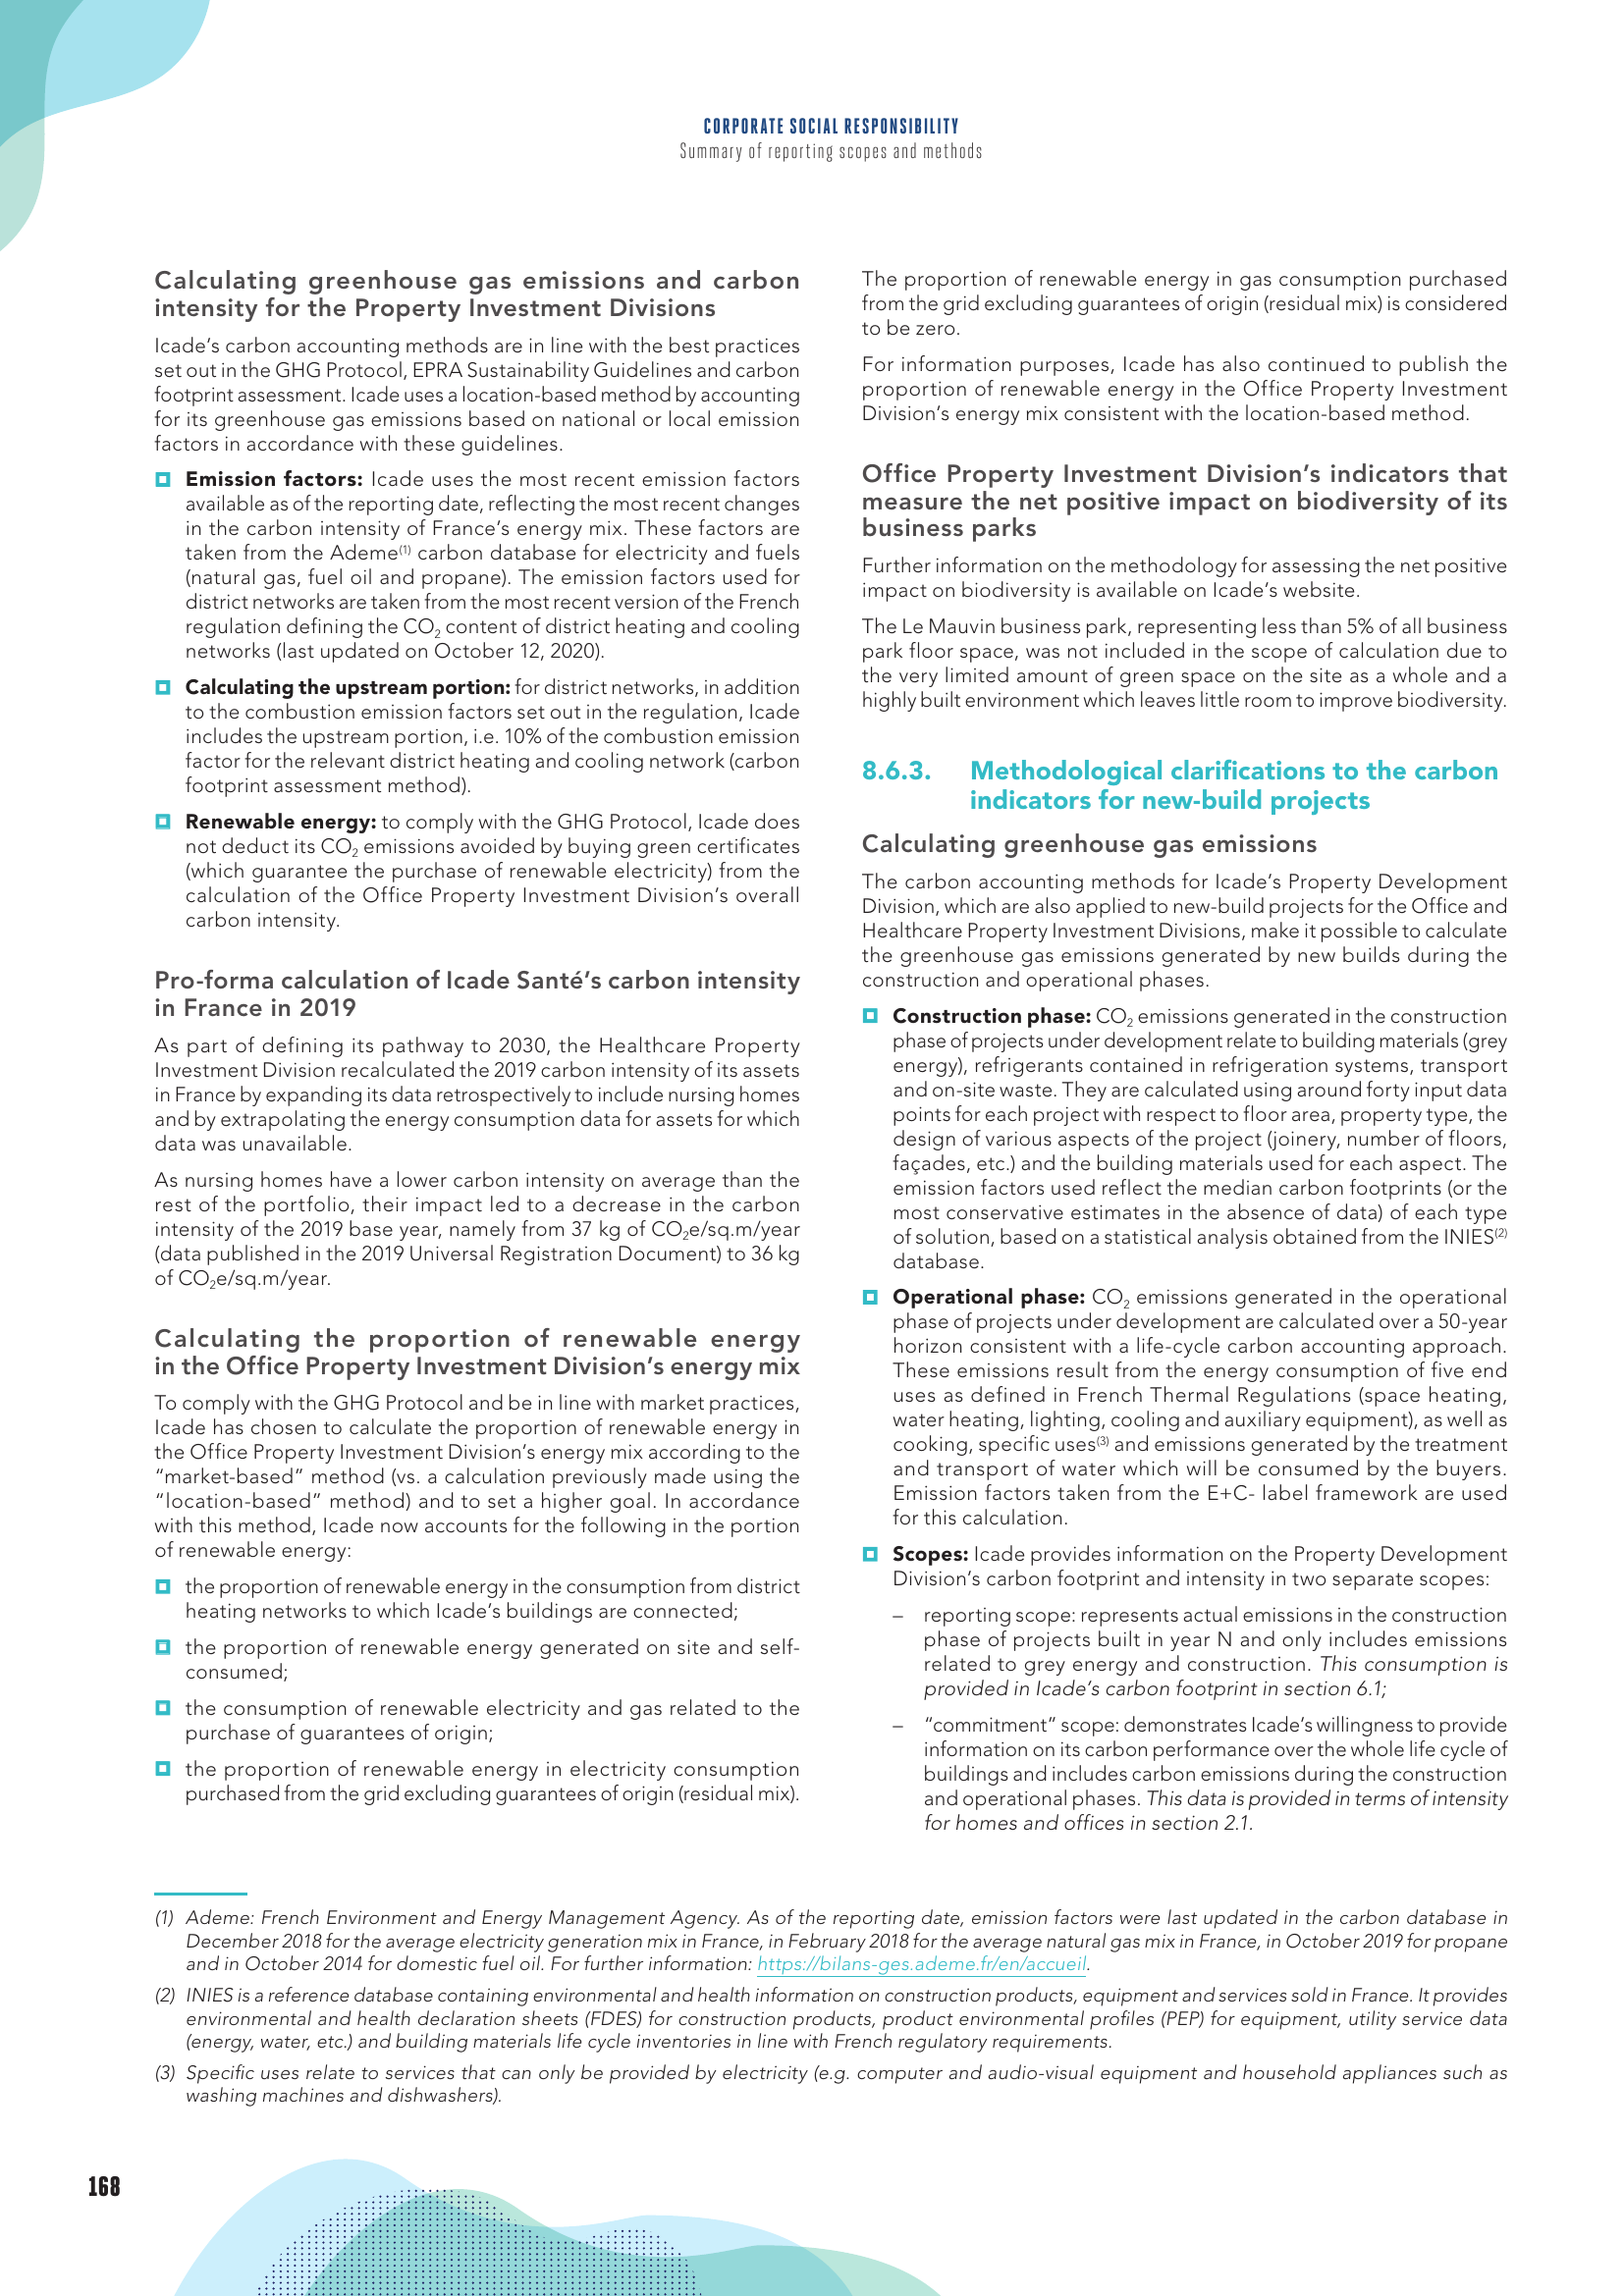 CORPORATE SOCIAL RESPONSIBILITY
Summary of reporting scopes and methods
Calculating greenhouse gas emissions and carbon
intensity for the Property Investment Divisions
Icade’s carbon accounting methods are in line with the best practices
set out in the GHG Protocol, EPRA Sustainability Guidelines and carbon
footprint assessment. Icade uses a location-based method by accounting
for its greenhouse gas emissions based on national or local emission
factors in accordance with these guidelines.
Emission factors: Icade uses the most recent emission factors
available as of the reporting date, reflecting the most recent changes
in the carbon intensity of France’s energy mix. These factors are
taken from the Ademe(1) carbon database for electricity and fuels
(natural gas, fuel oil and propane). The emission factors used for
district networks are taken from the most recent version of the French
regulation defining the CO2 content of district heating and cooling
networks (last updated on October 12, 2020).
Calculating the upstream portion: for district networks, in addition
to the combustion emission factors set out in the regulation, Icade
includes the upstream portion, i.e. 10% of the combustion emission
factor for the relevant district heating and cooling network (carbon
footprint assessment method).
Renewable energy: to comply with the GHG Protocol, Icade does
not deduct its CO2 emissions avoided by buying green certificates
(which guarantee the purchase of renewable electricity) from the
calculation of the Office Property Investment Division’s overall
carbon intensity.
Pro-forma calculation of Icade Santé’s carbon intensity
in France in 2019
As part of defining its pathway to 2030, the Healthcare Property
Investment Division recalculated the 2019 carbon intensity of its assets
in France by expanding its data retrospectively to include nursing homes
and by extrapolating the energy consumption data for assets for which
data was unavailable.
As nursing homes have a lower carbon intensity on average than the
rest of the portfolio, their impact led to a decrease in the carbon
intensity of the 2019 base year, namely from 37 kg of CO2e/sq.m/year
(data published in the 2019 Universal Registration Document) to 36 kg
of CO2e/sq.m/year.
Calculating the proportion of renewable energy
in the Office Property Investment Division’s energy mix
To comply with the GHG Protocol and be in line with market practices,
Icade has chosen to calculate the proportion of renewable energy in
the Office Property Investment Division’s energy mix according to the
“market-based” method (vs. a calculation previously made using the
“location-based” method) and to set a higher goal. In accordance
with this method, Icade now accounts for the following in the portion
of renewable energy:
the proportion of renewable energy in the consumption from district
heating networks to which Icade’s buildings are connected;
the proportion of renewable energy generated on site and self-
consumed;
the consumption of renewable electricity and gas related to the
purchase of guarantees of origin;
the proportion of renewable energy in electricity consumption
purchased from the grid excluding guarantees of origin (residual mix).
The proportion of renewable energy in gas consumption purchased
from the grid excluding guarantees of origin (residual mix) is considered
to be zero.
For information purposes, Icade has also continued to publish the
proportion of renewable energy in the Office Property Investment
Division’s energy mix consistent with the location-based method.
Office Property Investment Division’s indicators that
measure the net positive impact on biodiversity of its
business parks
Further information on the methodology for assessing the net positive
impact on biodiversity is available on Icade’s website.
The Le Mauvin business park, representing less than 5% of all business
park floor space, was not included in the scope of calculation due to
the very limited amount of green space on the site as a whole and a
highly built environment which leaves little room to improve biodiversity.
8.6.3. Methodological clarifications to the carbon
indicators for new-build projects
Calculating greenhouse gas emissions
The carbon accounting methods for Icade’s Property Development
Division, which are also applied to new-build projects for the Office and
Healthcare Property Investment Divisions, make it possible to calculate
the greenhouse gas emissions generated by new builds during the
construction and operational phases.
Construction phase: CO2 emissions generated in the construction
phase of projects under development relate to building materials (grey
energy), refrigerants contained in refrigeration systems, transport
and on-site waste. They are calculated using around forty input data
points for each project with respect to floor area, property type, the
design of various aspects of the project (joinery, number of floors,
façades, etc.) and the building materials used for each aspect. The
emission factors used reflect the median carbon footprints (or the
most conservative estimates in the absence of data) of each type
of solution, based on a statistical analysis obtained from the INIES(2)
database.
Operational phase: CO2 emissions generated in the operational
phase of projects under development are calculated over a 50-year
horizon consistent with a life-cycle carbon accounting approach.
These emissions result from the energy consumption of five end
uses as defined in French Thermal Regulations (space heating,
water heating, lighting, cooling and auxiliary equipment), as well as
cooking, specific uses(3) and emissions generated by the treatment
and transport of water which will be consumed by the buyers.
Emission factors taken from the E+C- label framework are used
for this calculation.
Scopes: Icade provides information on the Property Development
Division’s carbon footprint and intensity in two separate scopes:
– reporting scope: represents actual emissions in the construction
phase of projects built in year N and only includes emissions
related to grey energy and construction. This consumption is
provided in Icade’s carbon footprint in section 6.1;
– “commitment” scope: demonstrates Icade’s willingness to provide
information on its carbon performance over the whole life cycle of
buildings and includes carbon emissions during the construction
and operational phases. This data is provided in terms of intensity
for homes and offices in section 2.1.
(1) Ademe: French Environment and Energy Management Agency. As of the reporting date, emission factors were last updated in the carbon database in
December 2018 for the average electricity generation mix in France, in February 2018 for the average natural gas mix in France, in October 2019 for propane
and in October 2014 for domestic fuel oil. For further information: https://bilans-ges.ademe.fr/en/accueil.
(2) INIES is a reference database containing environmental and health information on construction products, equipment and services sold in France. It provides
environmental and health declaration sheets (FDES) for construction products, product environmental profiles (PEP) for equipment, utility service data
(energy, water, etc.) and building materials life cycle inventories in line with French regulatory requirements.
(3) Specific uses relate to services that can only be provided by electricity (e.g. computer and audio-visual equipment and household appliances such as
washing machines and dishwashers).
168